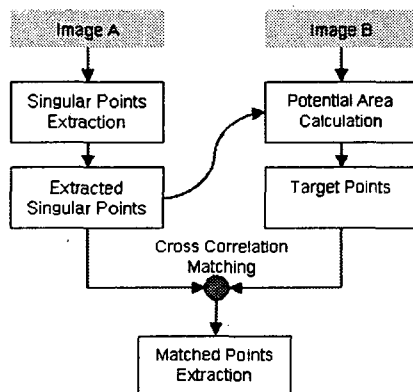 Image A
Image B
Singular Points
Extraction
Potential Area
Calculation
Extracted
Singular Points
Target Points
Cross Correlation
Matching
Matched Points
Extraction